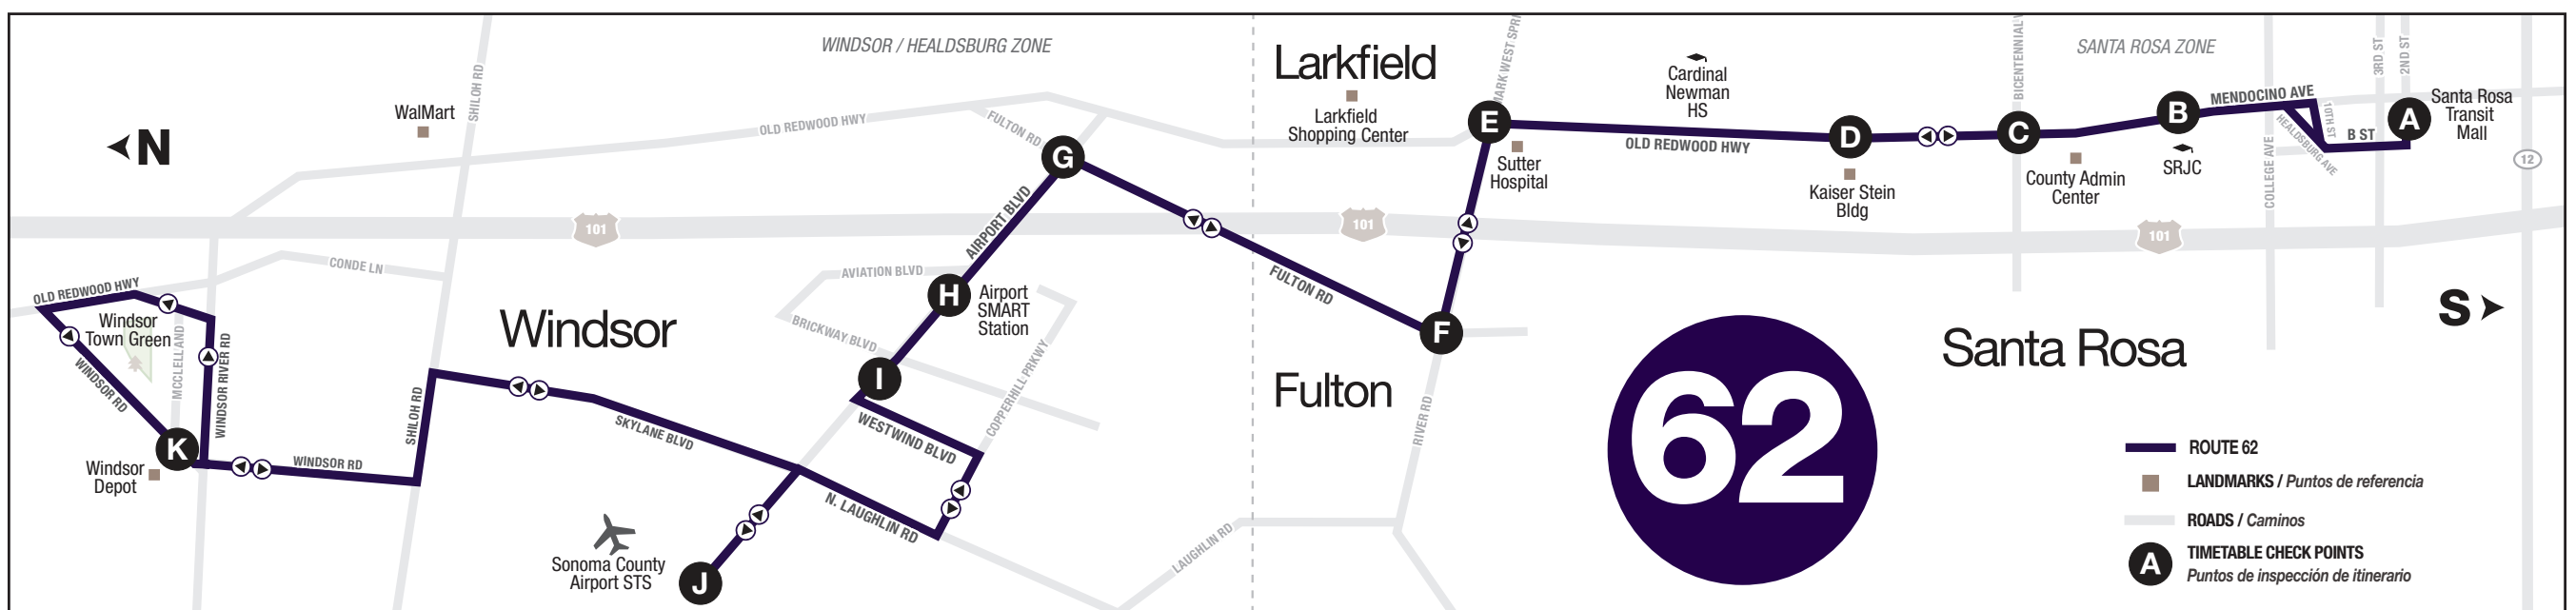 WINDSOR / HEALDSBURG ZONE
SANTA ROSA ZONE
N
WalMart
SHILOH RD
OLD REDWOOD HWY
FULTON RD
G
AIRPORT BLVD
101
CONDE LN
AVIATION BLVD
BRICKWAY BLVD
H
Airport
SMART
Station
I
WESTWIND BLVD
COPPERHILL PRKWY
N. LAUGHLIN RD
SKYLANE BLVD
Windsor
SHILOH RD
WINDSOR RD
OLD REDWOOD HWY
Windsor
Town Green
MCCLELLAND
WINDSOR RIVER RD
WINDSOR RD
K
Windsor
Depot
Sonoma County
Airport STS
J
Larkfield
Larkfield
Shopping Center
101
FULTON RD
F
Fulton
RIVER RD
LAUGHLIN RD
MARK WEST SPRI
E
Sutter
Hospital
Cardinal
Newman
HS
OLD REDWOOD HWY
D
Kaiser Stein
Bldg
BICENTENNIAL
C
County Admin
Center
B
SRJC
MENDOCINO AVE
10TH ST
HEALDSBURG AVE
COLLEGE AVE
B ST
3RD ST
2ND ST
A
Santa Rosa
Transit
Mall
12
101
S
Santa Rosa
62
ROUTE 62
LANDMARKS / Puntos de referencia
ROADS / Caminos
A
TIMETABLE CHECK POINTS
Puntos de inspección de itinerario